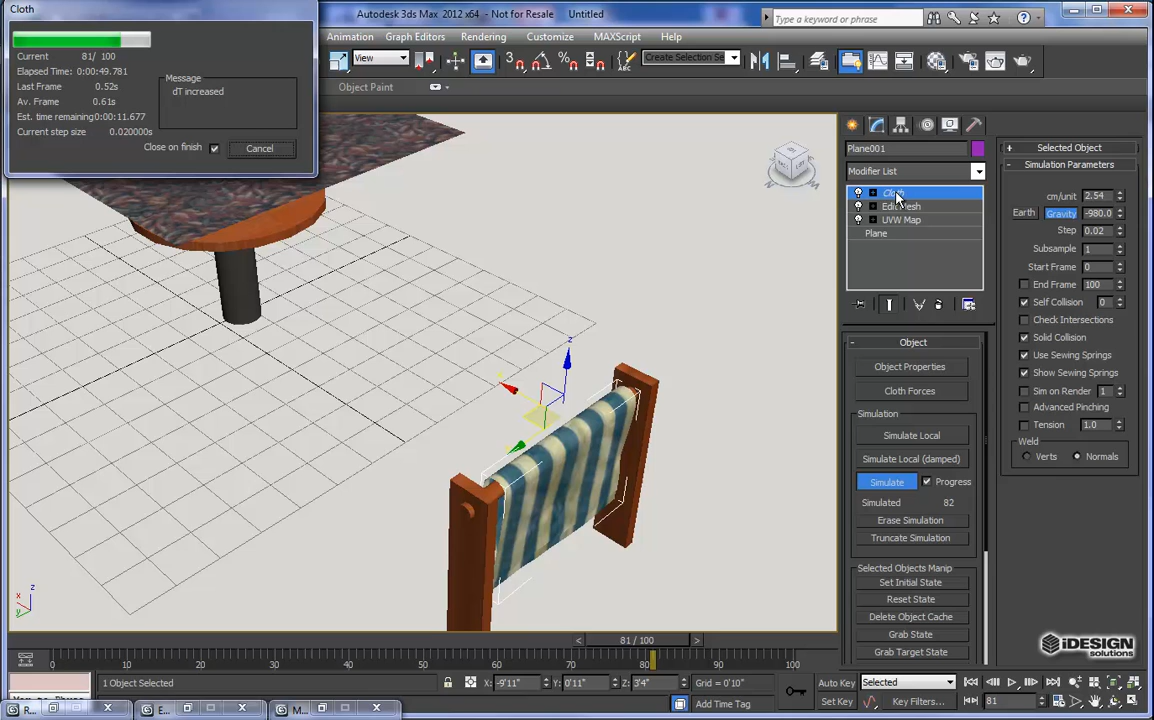 Cloth
Current 81/ 100
Elapsed Time: 0:00:49.781
Last Frame 0.52s
Av. Frame 0.61s
Est. time remaining 0:00:11.677
Current step size 0.020000s
Message
dT increased
Close on finish
Cancel
Autodesk 3ds Max 2012 x64 - Not for Resale Untitled
Type a keyword or phrase
Animation Graph Editors Rendering Customize MAXScript Help
View
Create Selection Se
Object Paint
Plane001
Modifier List
Cloth
Edit Mesh
UVW Map
Plane
Object
Object Properties
Cloth Forces
Simulation
Simulate Local
Simulate Local (damped)
Simulate Progress
Simulated 82
Erase Simulation
Truncate Simulation
Selected Objects Manip
Set Initial State
Reset State
Delete Object Cache
Grab State
Grab Target State
Selected Object
Simulation Parameters
cm/unit 2.54
Earth Gravity -980.0
Step 0.02
Subsample 1
Start Frame 0
End Frame 100
Self Collision 0
Check Intersections
Solid Collision
Use Sewing Springs
Show Sewing Springs
Sim on Render 1
Advanced Pinching
Tension 1.0
Weld
Verts Normals
iDESIGN
solutions
x y z
81 / 100
0 10 20 30 40 50 60 70 80 90 100
1 Object Selected X: -9'11" Y: 0'11" Z: 3'4" Grid = 0'10" Auto Key Selected
Add Time Tag Set Key Key Filters... 81
R... E... M...